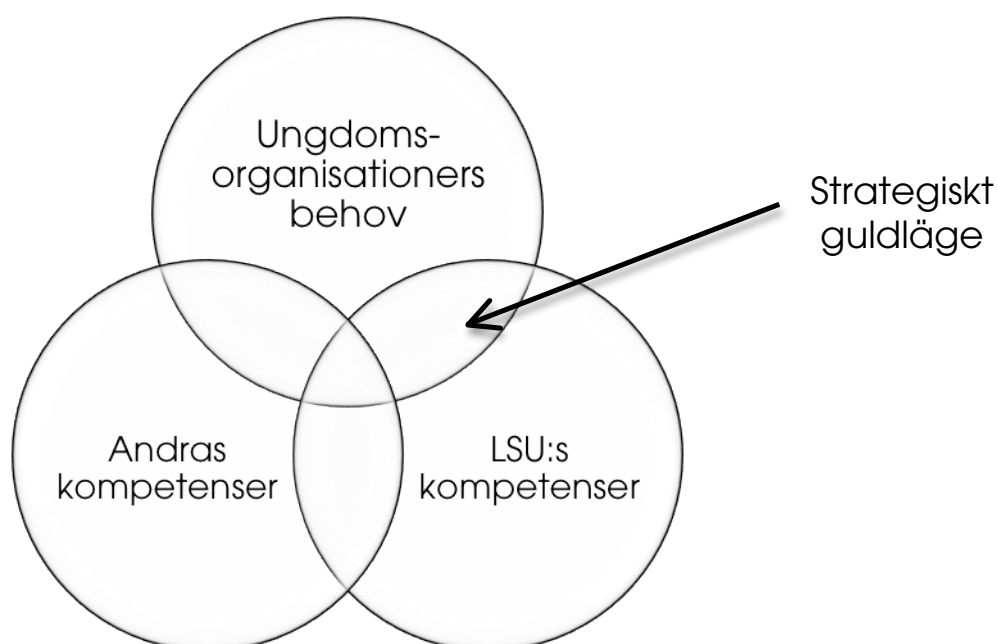 Ungdoms-
organisationers
behov
Strategiskt
guldläge
Andras
kompetenser
LSU:s
kompetenser